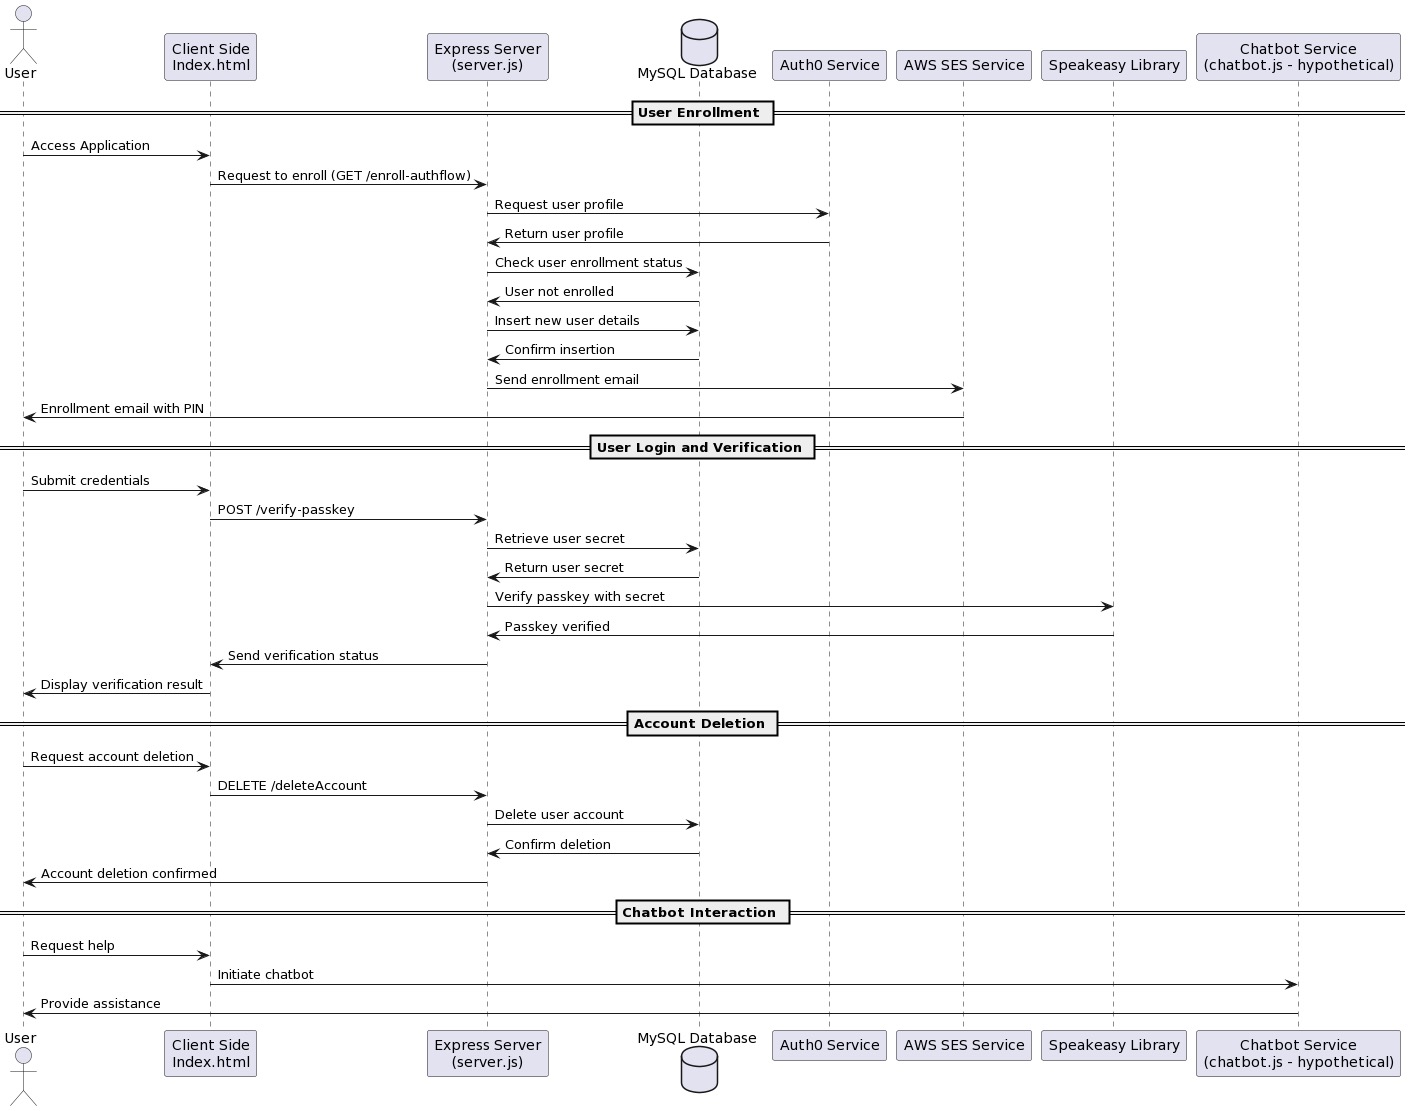 User
Client Side
Index.html
Express Server
(server.js)
MySQL Database
Auth0 Service
AWS SES Service
Speakeasy Library
Chatbot Service
(chatbot.js - hypothetical)
User Enrollment
Access Application
Request to enroll (GET /enroll-authflow)
Request user profile
Return user profile
Check user enrollment status
User not enrolled
Insert new user details
Confirm insertion
Send enrollment email
Enrollment email with PIN
User Login and Verification
Submit credentials
POST /verify-passkey
Retrieve user secret
Return user secret
Verify passkey with secret
Passkey verified
Send verification status
Display verification result
Account Deletion
Request account deletion
DELETE /deleteAccount
Delete user account
Confirm deletion
Account deletion confirmed
Chatbot Interaction
Request help
Initiate chatbot
Provide assistance
User
Client Side
Index.html
Express Server
(server.js)
MySQL Database
Auth0 Service
AWS SES Service
Speakeasy Library
Chatbot Service
(chatbot.js - hypothetical)